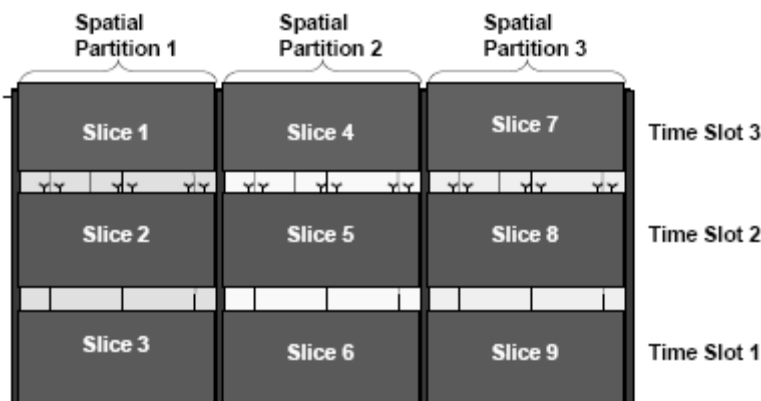 Spatial
Partition 1
Spatial
Partition 2
Spatial
Partition 3
Slice 1
Slice 4
Slice 7
Time Slot 3
Slice 2
Slice 5
Slice 8
Time Slot 2
Slice 3
Slice 6
Slice 9
Time Slot 1